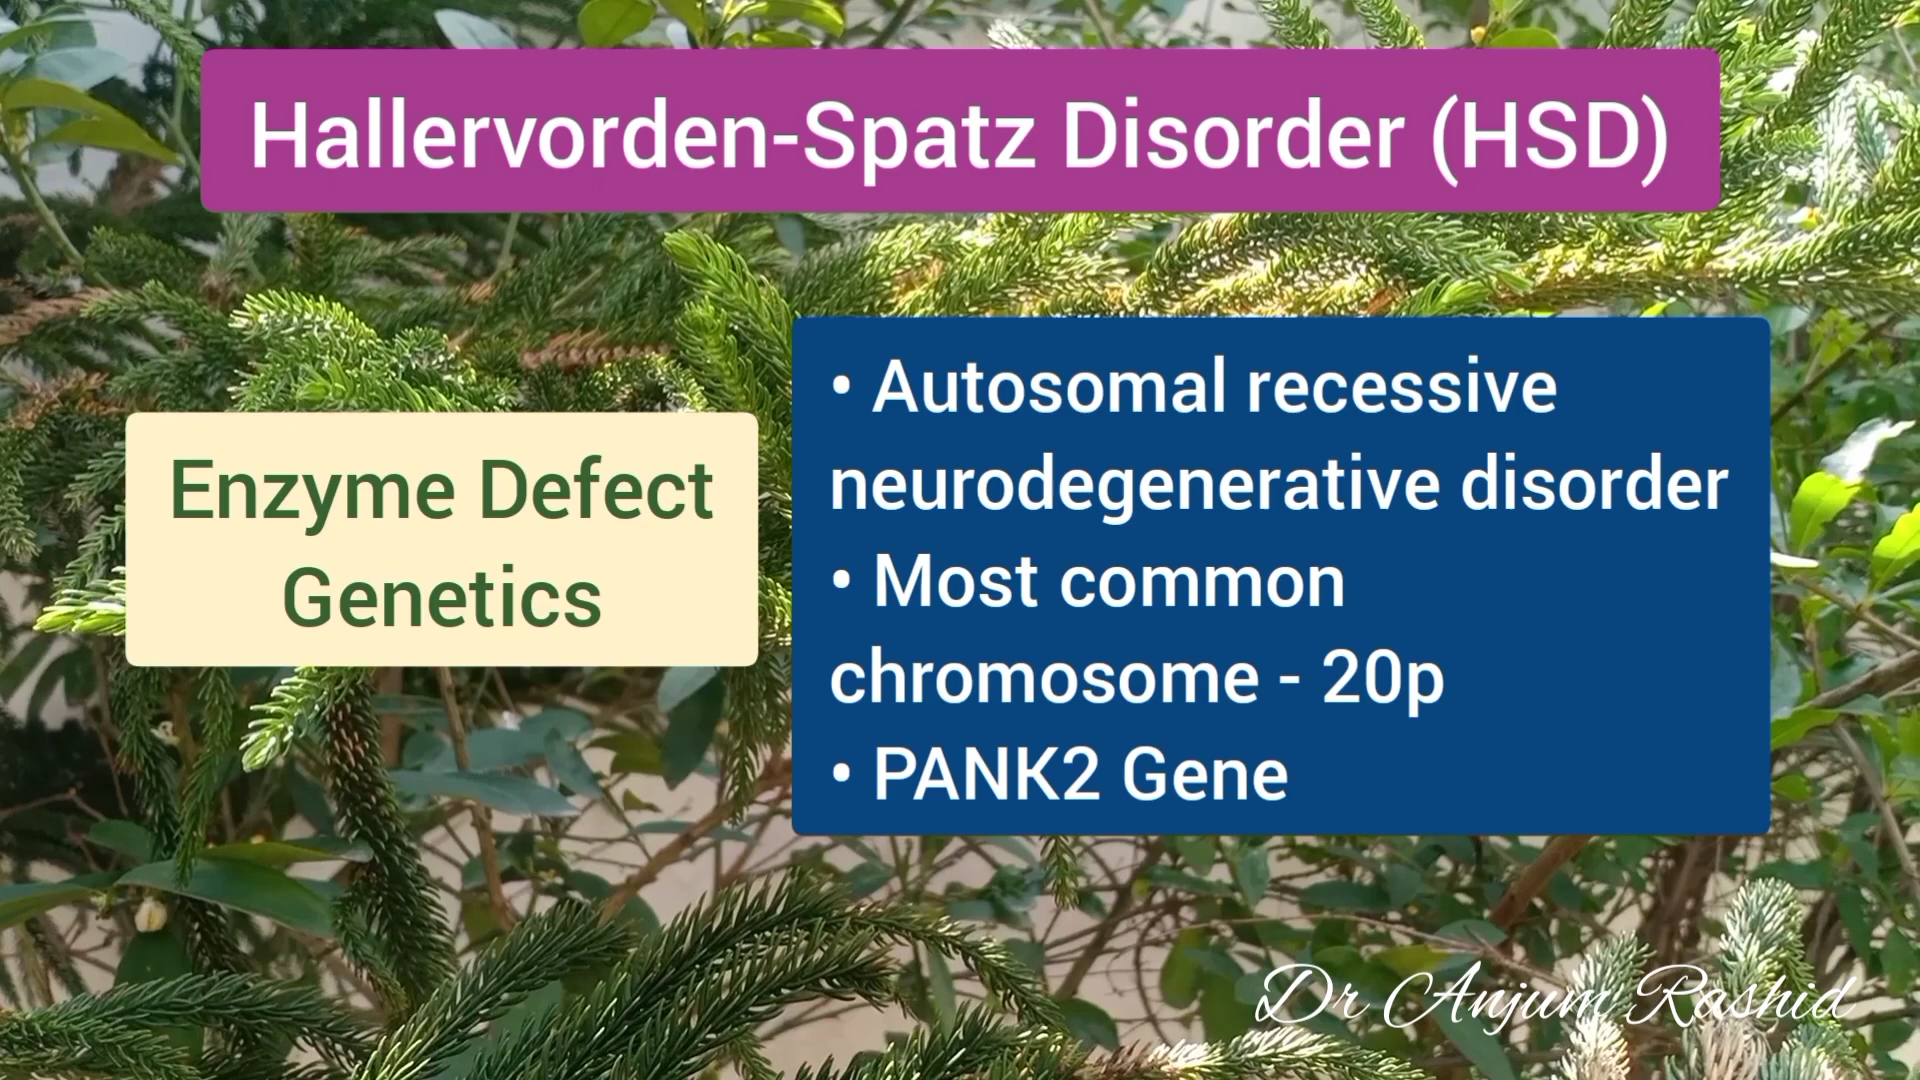 Hallervorden-Spatz Disorder (HSD)
Enzyme Defect
Genetics
• Autosomal recessive
neurodegenerative disorder
• Most common
chromosome - 20p
• PANK2 Gene
Dr Anjum Rashid